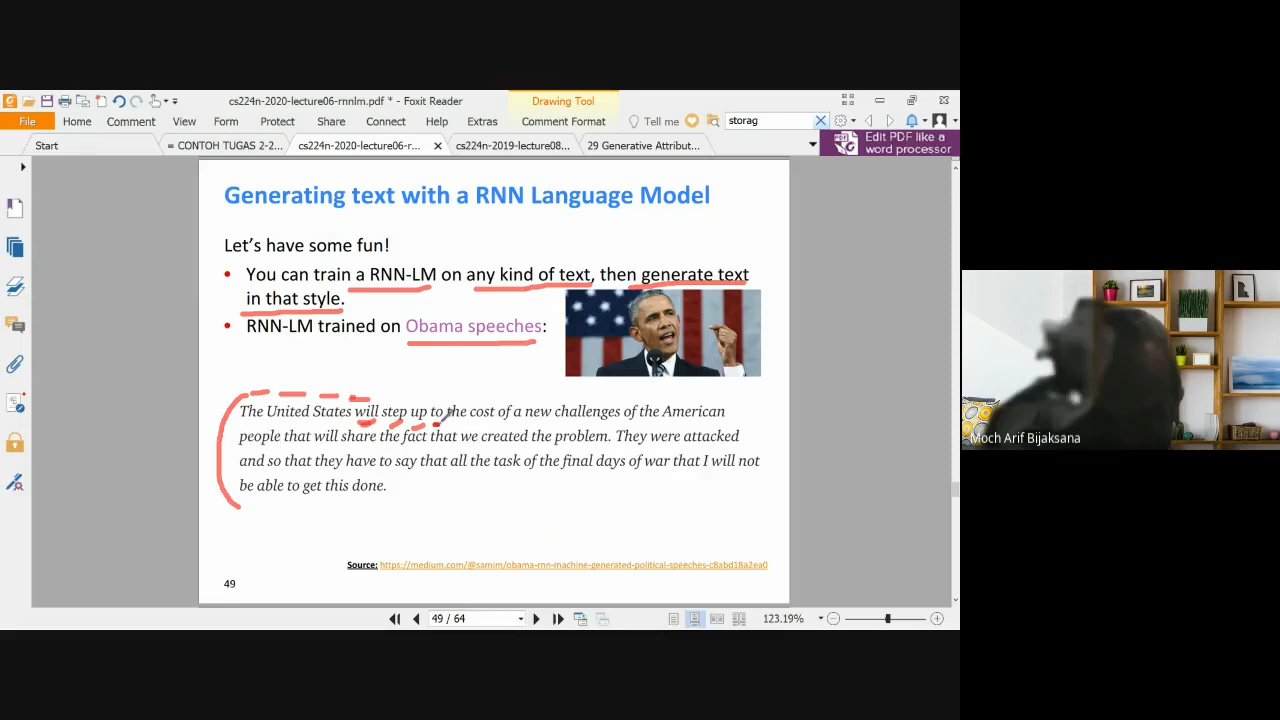 cs224n-2020-lecture06-rnnlm.pdf * - Foxit Reader
Drawing Tool
File Home Comment View Form Protect Share Connect Help Extras Comment Format Tell me storag
Start = CONTOH TUGAS 2-2... cs224n-2020-lecture06-r... cs224n-2019-lecture08... 29 Generative Attribut...
Edit PDF like a
word processor
Generating text with a RNN Language Model
Let's have some fun!
• You can train a RNN-LM on any kind of text, then generate text
in that style.
• RNN-LM trained on Obama speeches:
The United States will step up to the cost of a new challenges of the American
people that will share the fact that we created the problem. They were attacked
and so that they have to say that all the task of the final days of war that I will not
be able to get this done.
Source: https://medium.com/@samim/obama-rnn-machine-generated-political-speeches-c8abd18a2ea0
49
49 / 64 123.19%
Moch Arif Bijaksana